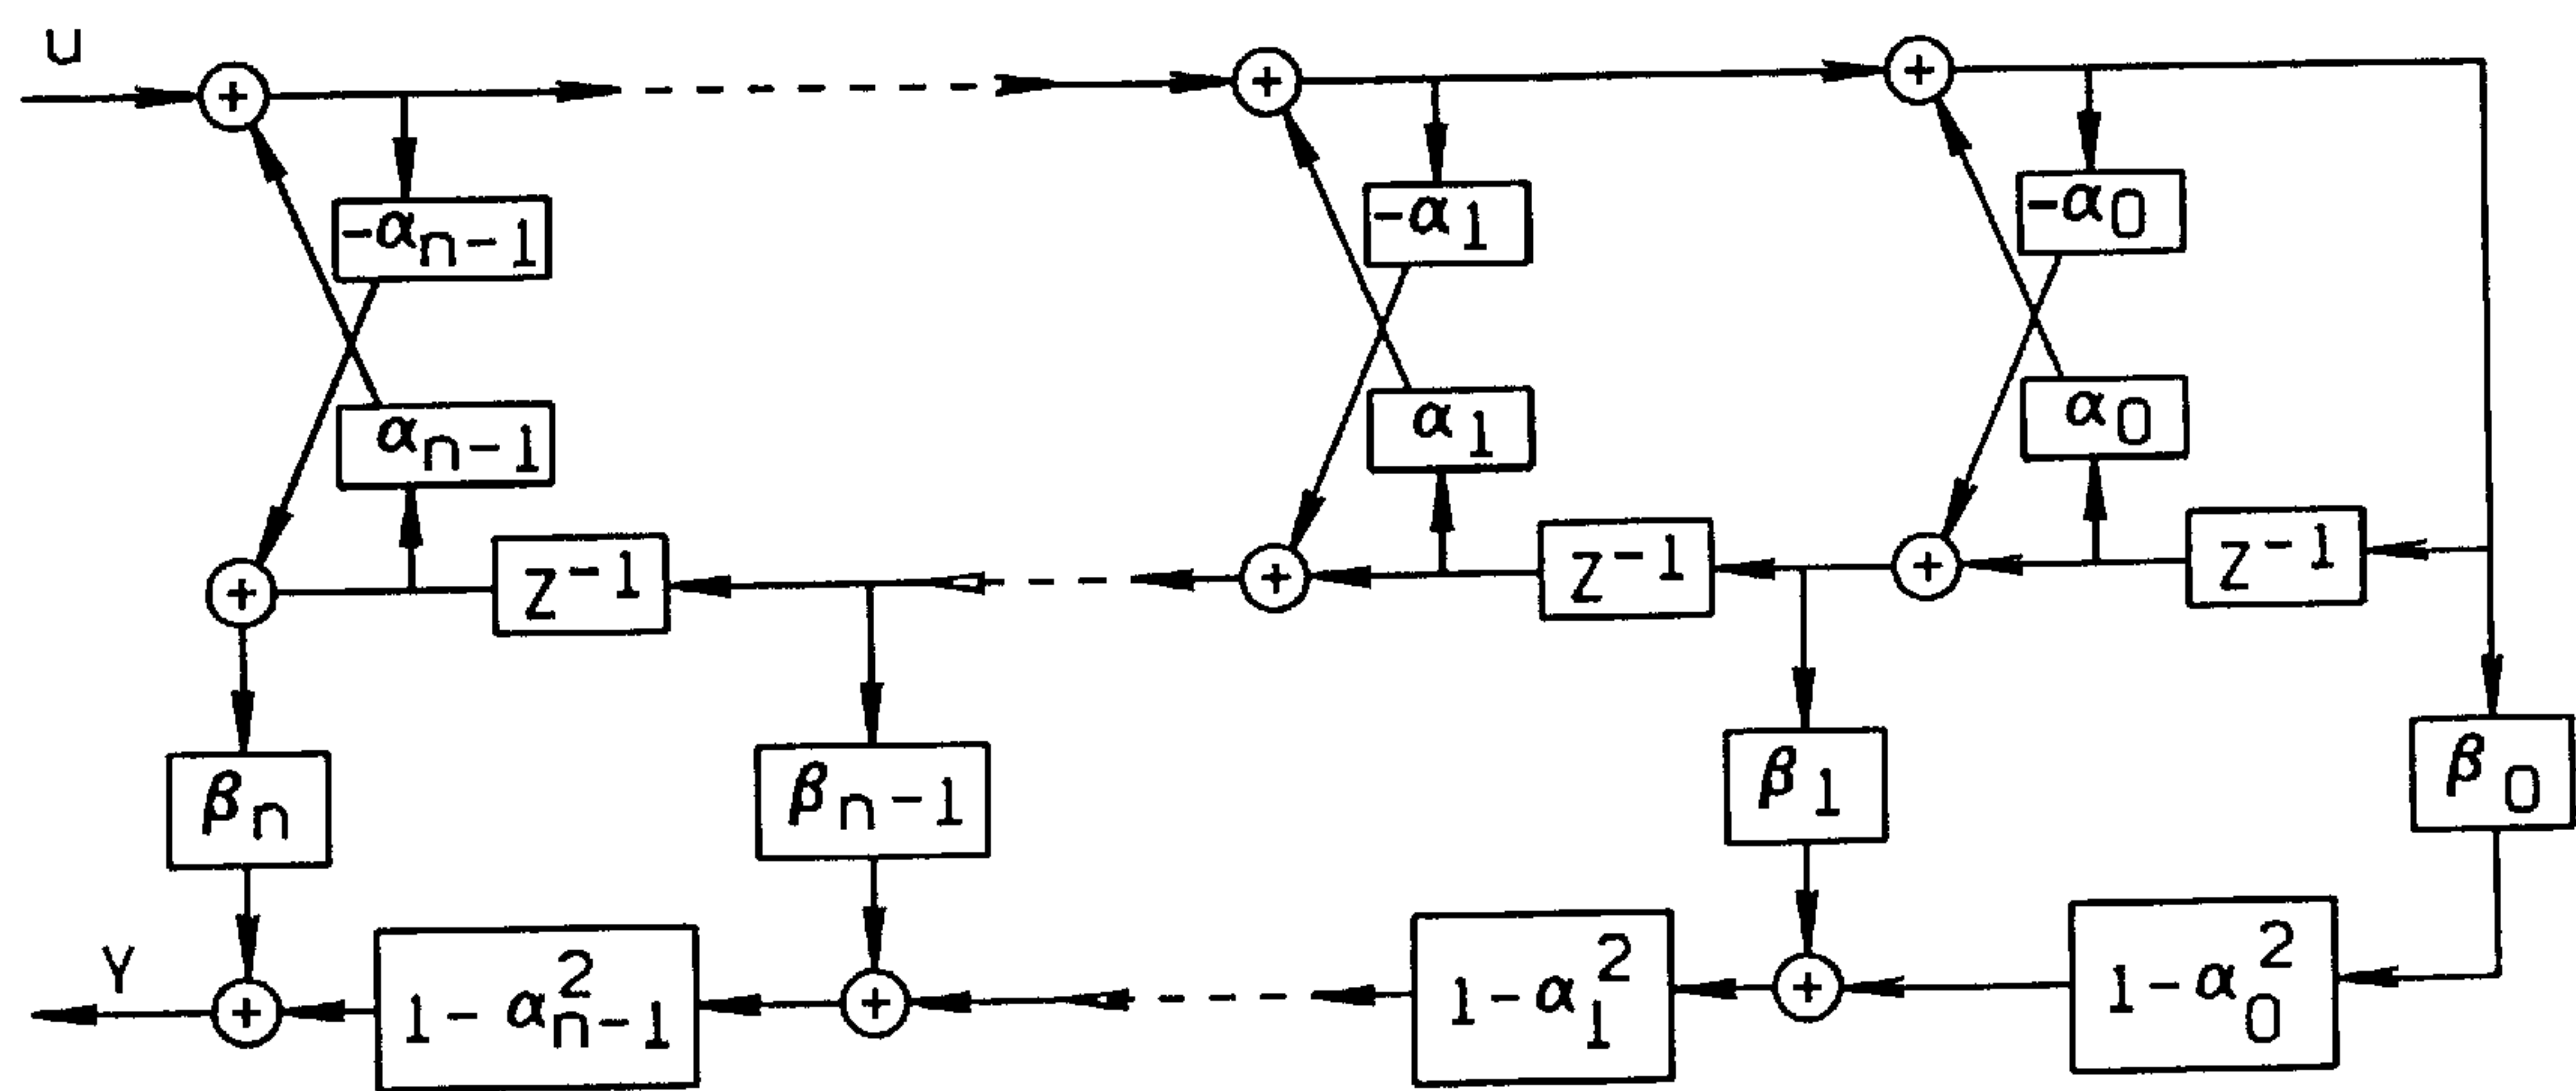 u
+
+
+
-α_{n-1}
-α_1
-α_0
α_{n-1}
α_1
α_0
+
z^{-1}
+
z^{-1}
+
z^{-1}
β_n
β_{n-1}
β_1
β_0
Y
+
1-α_{n-1}^2
+
1-α_1^2
+
1-α_0^2